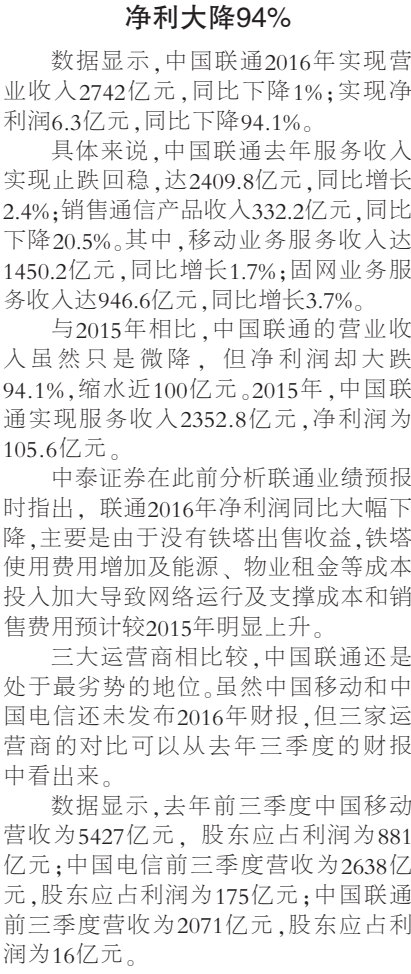 净利大降94%
数据显示,中国联通2016年实现营
业收入2742亿元,同比下降1%;实现净
利润6.3亿元,同比下降94.1%。
具体来说,中国联通去年服务收入
实现止跌回稳,达2409.8亿元,同比增长
2.4%;销售通信产品收入332.2亿元,同比
下降20.5%。其中,移动业务服务收入达
1450.2亿元,同比增长1.7%;固网业务服
务收入达946.6亿元,同比增长3.7%。
与2015年相比,中国联通的营业收
入虽然只是微降，但净利润却大跌
94.1%,缩水近100亿元。2015年,中国联
通实现服务收入2352.8亿元,净利润为
105.6亿元。
中泰证券在此前分析联通业绩预报
时指出，联通2016年净利润同比大幅下
降,主要是由于没有铁塔出售收益,铁塔
使用费用增加及能源、物业租金等成本
投入加大导致网络运行及支撑成本和销
售费用预计较2015年明显上升。
三大运营商相比较,中国联通还是
处于最劣势的地位。虽然中国移动和中
国电信还未发布2016年财报,但三家运
营商的对比可以从去年三季度的财报
中看出来。
数据显示,去年前三季度中国移动
营收为5427亿元，股东应占利润为881
亿元;中国电信前三季度营收为2638亿
元,股东应占利润为175亿元;中国联通
前三季度营收为2071亿元,股东应占利
润为16亿元。